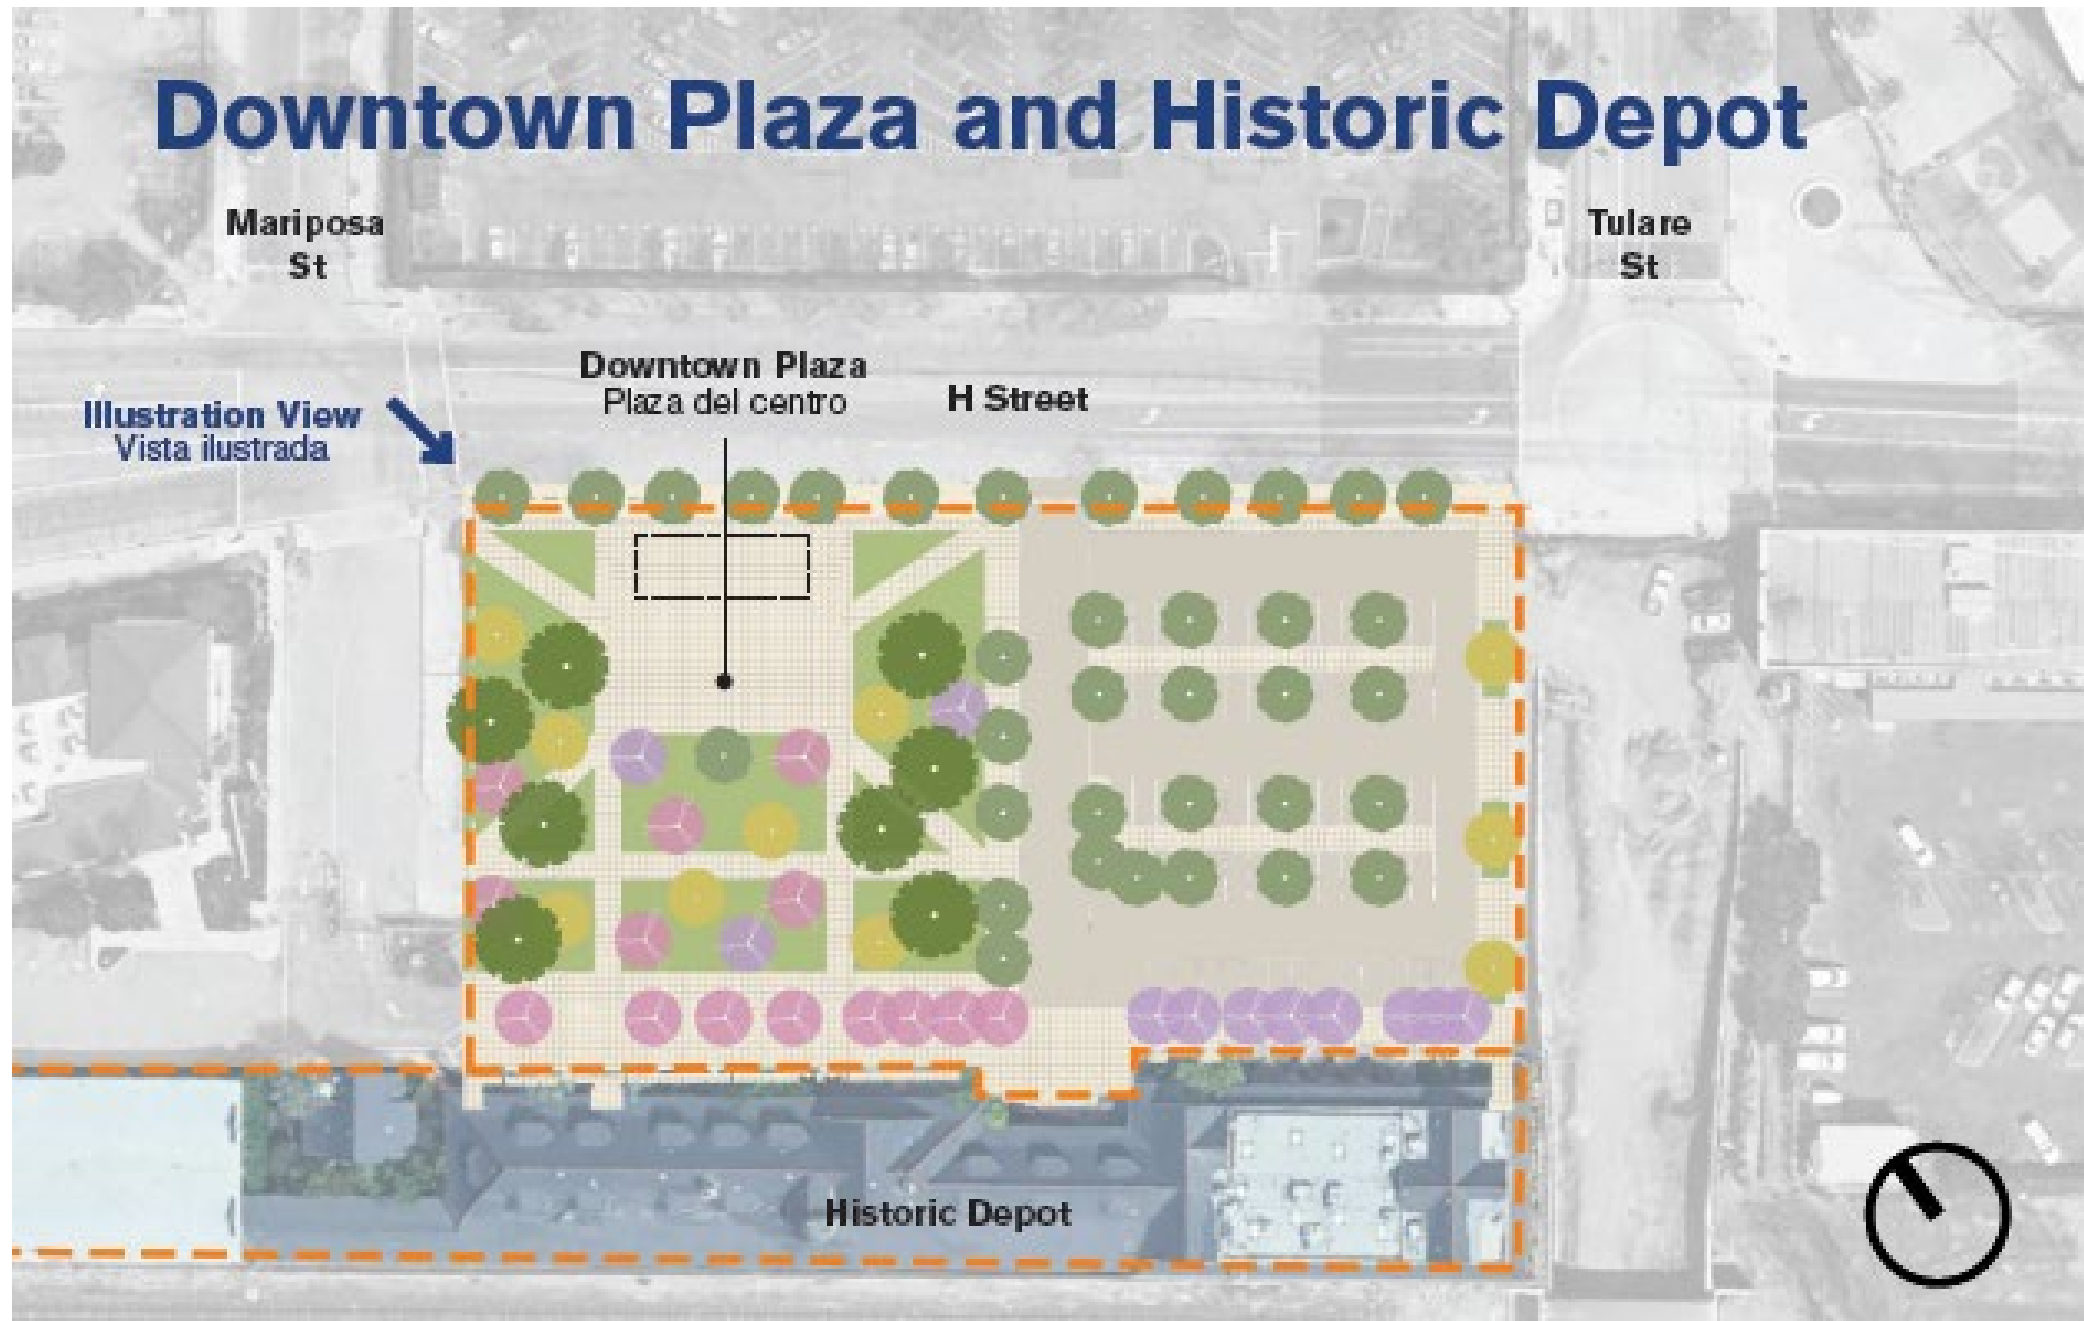 Downtown Plaza and Historic Depot
Mariposa
St
Tulare
St
Downtown Plaza
Plaza del centro
H Street
Illustration View
Vista ilustrada
Historic Depot